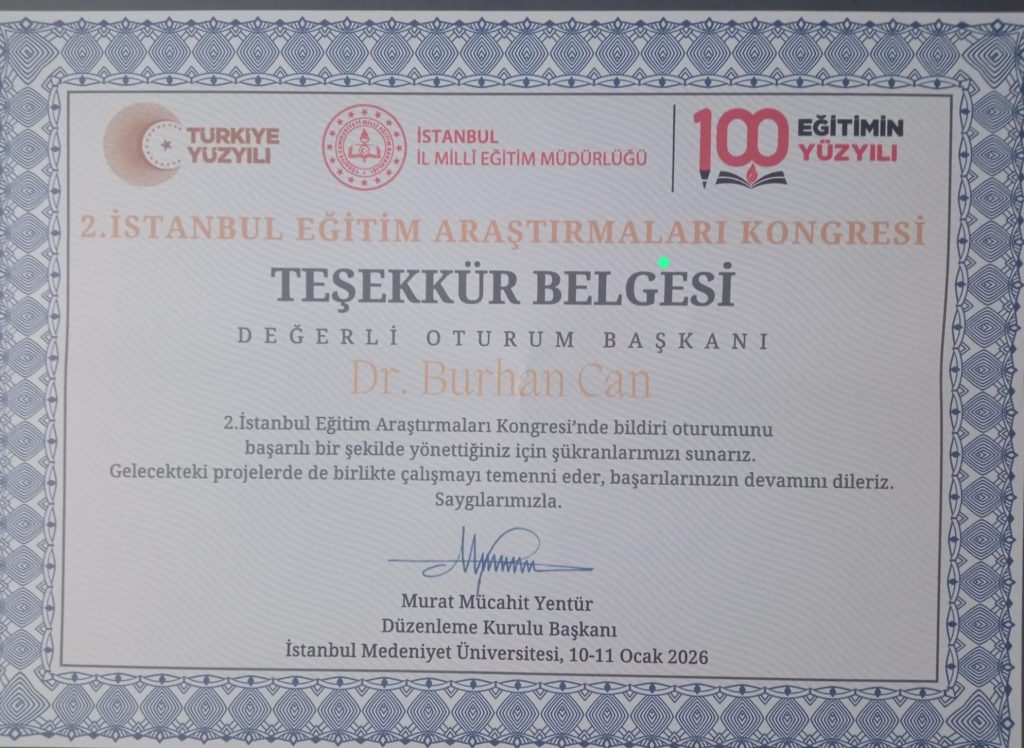 TÜRKİYE
YÜZYILI
İSTANBUL
İL MİLLÎ EĞİTİM MÜDÜRLÜĞÜ
100 EĞİTİMİN
YÜZYILI
2.İSTANBUL EĞİTİM ARAŞTIRMALARI KONGRESİ
TEŞEKKÜR BELGESİ
DEĞERLİ OTURUM BAŞKANI
Dr. Burhan Can
2.İstanbul Eğitim Araştırmaları Kongresi’nde bildiri oturumunu
başarılı bir şekilde yönettiğiniz için şükranlarımızı sunarız.
Gelecekteki projelerde de birlikte çalışmayı temenni eder, başarılarınızın devamını dileriz.
Saygılarımızla.
Murat Mücahit Yentür
Düzenleme Kurulu Başkanı
İstanbul Medeniyet Üniversitesi, 10-11 Ocak 2026